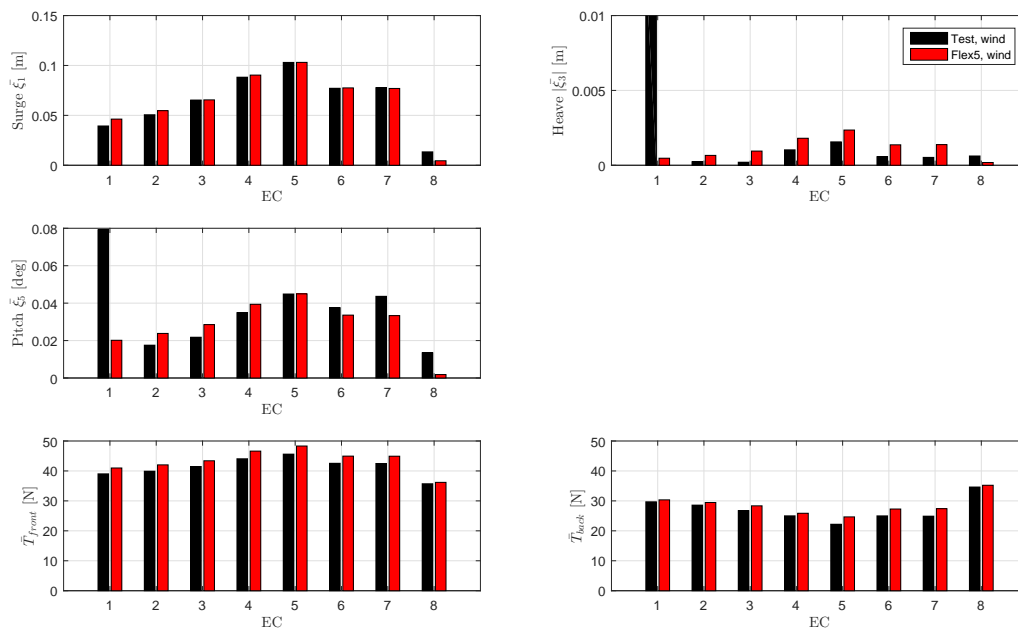 0.15
0.1
0.05
0
Surge ξ̄₁ [m]
1 2 3 4 5 6 7 8
EC
0.01
0.005
0
Heave |ξ̄₃| [m]
Test, wind
Flex5, wind
1 2 3 4 5 6 7 8
EC
0.08
0.06
0.04
0.02
0
Pitch ξ̄₅ [deg]
1 2 3 4 5 6 7 8
EC
50
40
30
20
10
0
T̄front [N]
1 2 3 4 5 6 7 8
EC
50
40
30
20
10
0
T̄back [N]
1 2 3 4 5 6 7 8
EC